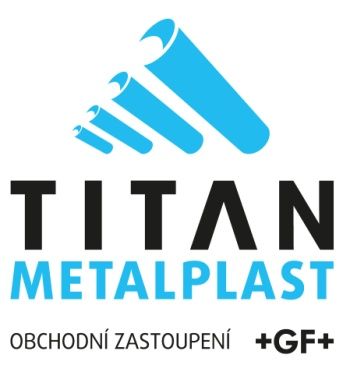 TITAN
METALPLAST
OBCHODNÍ ZASTOUPENÍ +GF+